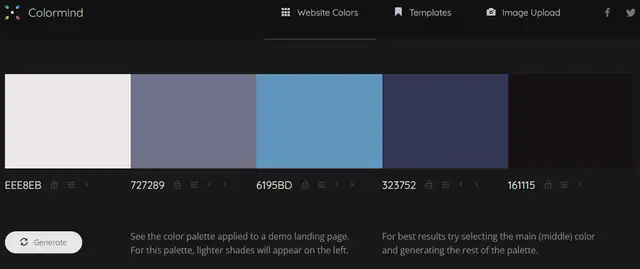 Colormind
Website Colors
Templates
Image Upload
EEE8EB
727289
6195BD
323752
161115
Generate
See the color palette applied to a demo landing page.
For this palette, lighter shades will appear on the left.
For best results try selecting the main (middle) color
and generating the rest of the palette.